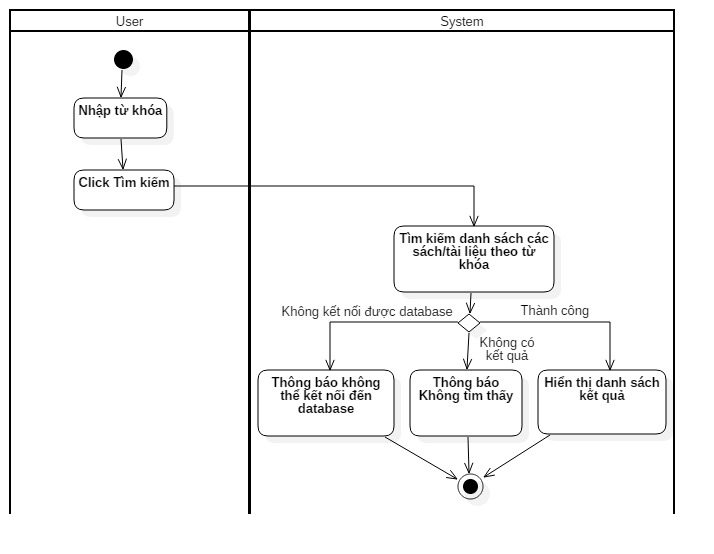 User
System
Nhập từ khóa
Click Tìm kiếm
Tìm kiếm danh sách các
sách/tài liệu theo từ
khóa
Không kết nối được database
Thành công
Không có
kết quả
Thông báo không
thể kết nối đến
database
Thông báo
Không tìm thấy
Hiển thị danh sách
kết quả